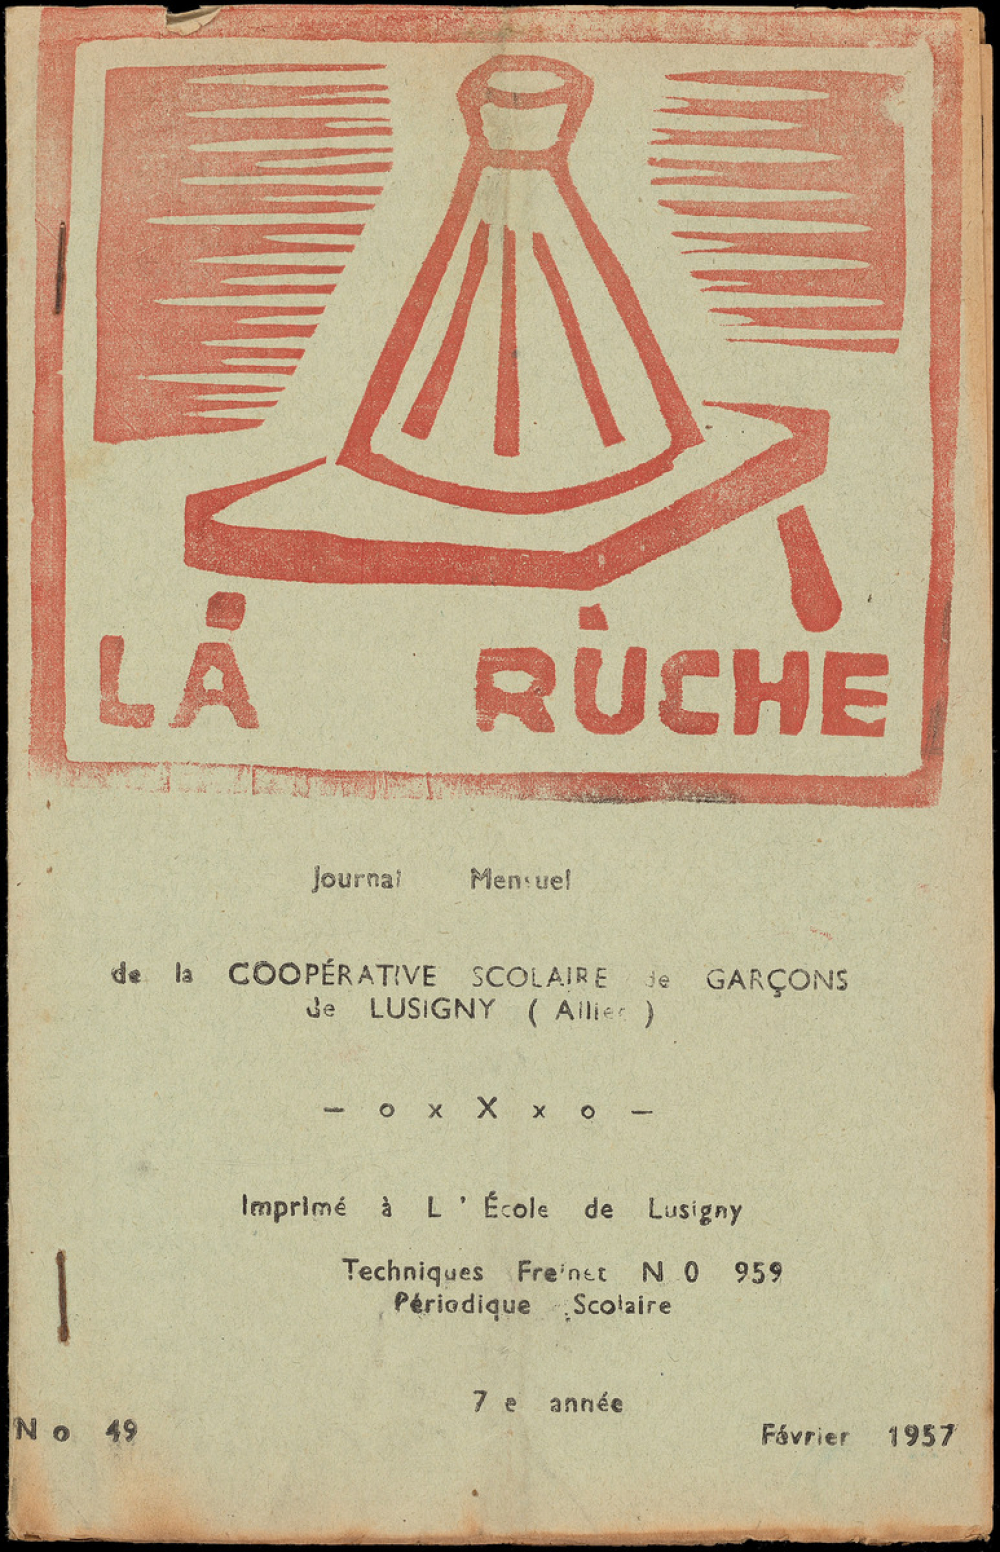 LA RUCHE
Journal Mensuel
de la COOPÉRATIVE SCOLAIRE de GARÇONS
de LUSIGNY ( Allier )
– o x X x o –
Imprimé à L ' École de Lusigny
Techniques Freinet N O 959
Périodique Scolaire
7 e année
N o 49
Février 1957